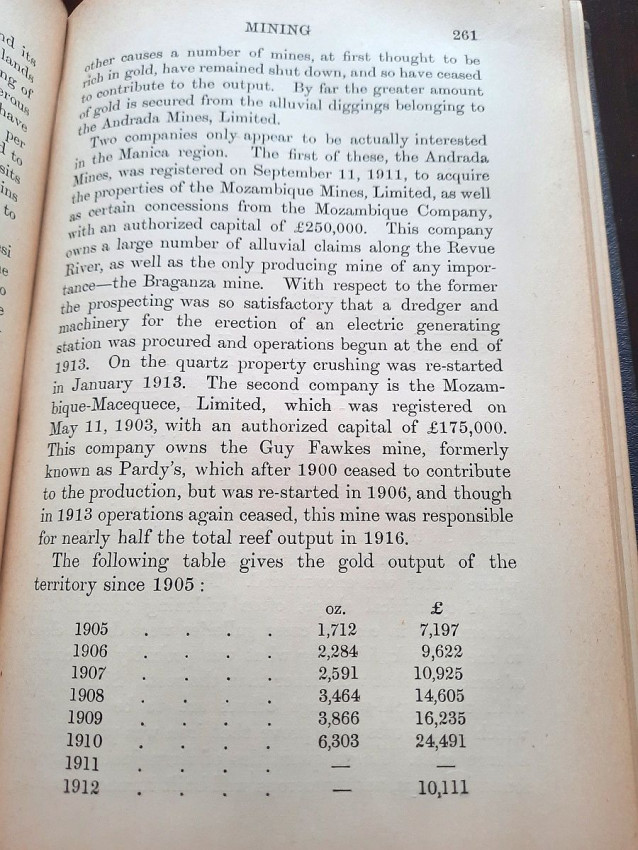 MINING 261
other causes a number of mines, at first thought to be
rich in gold, have remained shut down, and so have ceased
to contribute to the output. By far the greater amount
of gold is secured from the alluvial diggings belonging to
the Andrada Mines, Limited.
Two companies only appear to be actually interested
in the Manica region. The first of these, the Andrada
Mines, was registered on September 11, 1911, to acquire
the properties of the Mozambique Mines, Limited, as well
as certain concessions from the Mozambique Company,
with an authorized capital of £250,000. This company
owns a large number of alluvial claims along the Revue
River, as well as the only producing mine of any impor-
tance—the Braganza mine. With respect to the former
the prospecting was so satisfactory that a dredger and
machinery for the erection of an electric generating
station was procured and operations begun at the end of
1913. On the quartz property crushing was re-started
in January 1913. The second company is the Mozam-
bique-Macequece, Limited, which was registered on
May 11, 1903, with an authorized capital of £175,000.
This company owns the Guy Fawkes mine, formerly
known as Pardy's, which after 1900 ceased to contribute
to the production, but was re-started in 1906, and though
in 1913 operations again ceased, this mine was responsible
for nearly half the total reef output in 1916.
The following table gives the gold output of the
territory since 1905 :
oz. £
1905 . . . . 1,712 7,197
1906 . . . . 2,284 9,622
1907 . . . . 2,591 10,925
1908 . . . . 3,464 14,605
1909 . . . . 3,866 16,235
1910 . . . . 6,303 24,491
1911 . . . . — —
1912 . . . . — 10,111